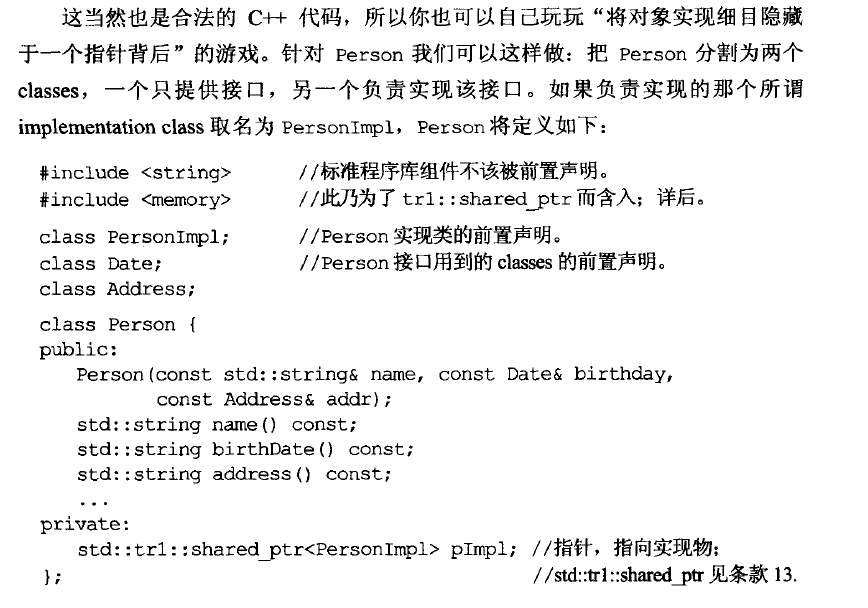 这当然也是合法的 C++ 代码，所以你也可以自己玩玩“将对象实现细目隐藏
于一个指针背后”的游戏。针对 Person 我们可以这样做：把 Person 分割为两个
classes，一个只提供接口，另一个负责实现该接口。如果负责实现的那个所谓
implementation class 取名为 PersonImpl，Person 将定义如下：
#include <string> //标准程序库组件不该被前置声明。
#include <memory> //此乃为了 tr1::shared_ptr 而含入；详后。
class PersonImpl; //Person 实现类的前置声明。
class Date; //Person 接口用到的 classes 的前置声明。
class Address;
class Person {
public:
Person(const std::string& name, const Date& birthday,
const Address& addr);
std::string name() const;
std::string birthDate() const;
std::string address() const;
...
private:
std::tr1::shared_ptr<PersonImpl> pImpl; //指针，指向实现物；
}; //std::tr1::shared_ptr 见条款 13.